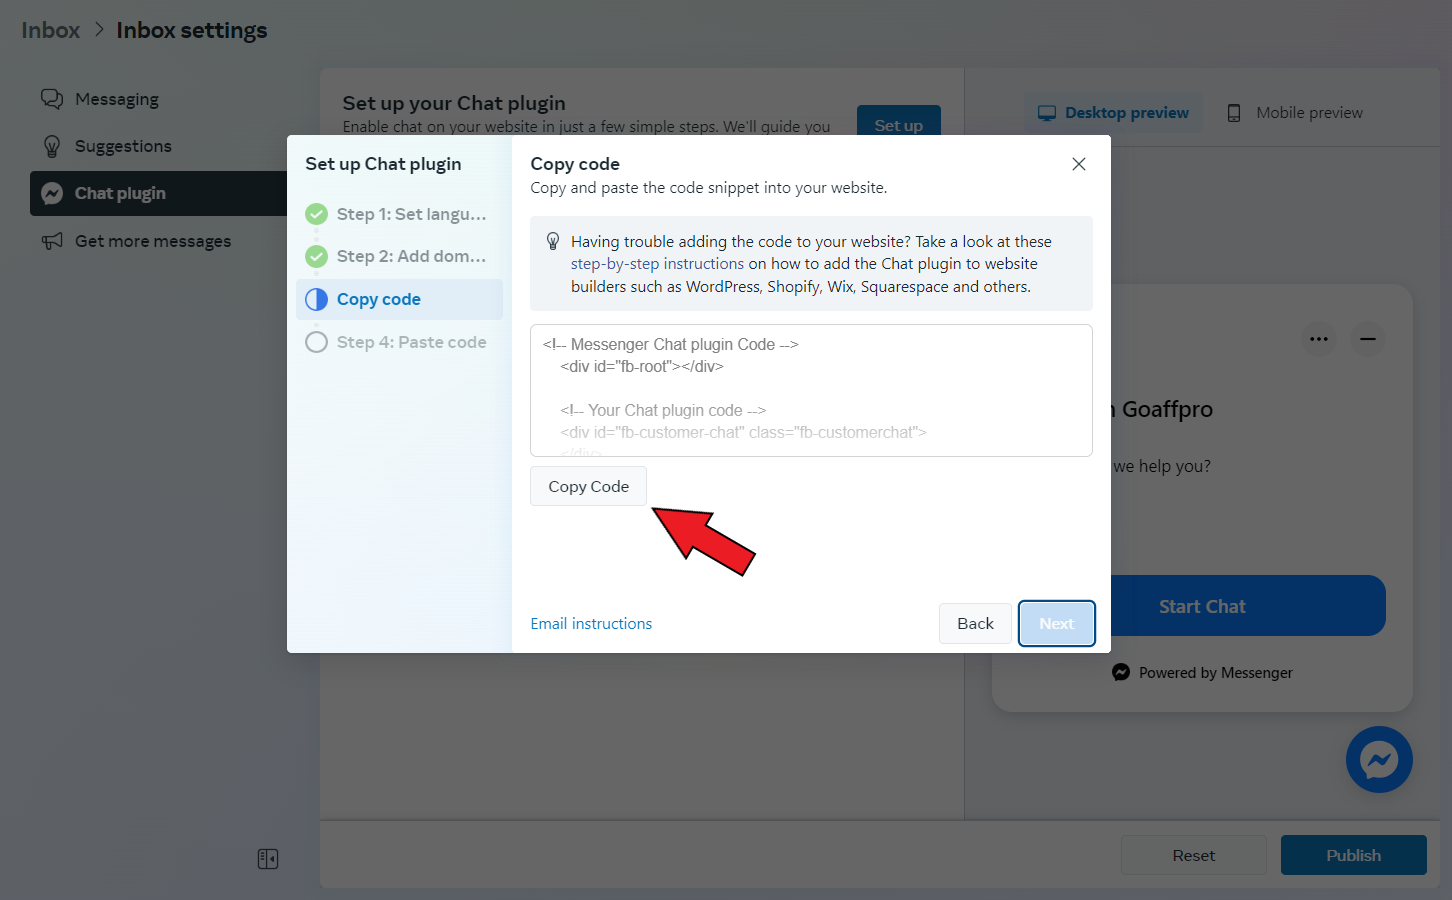 Inbox > Inbox settings
Messaging
Suggestions
Chat plugin
Get more messages
Set up your Chat plugin
Enable chat on your website in just a few simple steps. We'll guide you
Set up
Desktop preview
Mobile preview
Set up Chat plugin
Step 1: Set langu...
Step 2: Add dom...
Copy code
Step 4: Paste code
Copy code
Copy and paste the code snippet into your website.
Having trouble adding the code to your website? Take a look at these
step-by-step instructions on how to add the Chat plugin to website
builders such as WordPress, Shopify, Wix, Squarespace and others.
<!-- Messenger Chat plugin Code -->
<div id="fb-root"></div>
<!-- Your Chat plugin code -->
<div id="fb-customer-chat" class="fb-customerchat">
</div>
Copy Code
Email instructions
Back
Next
Goaffpro
we help you?
Start Chat
Powered by Messenger
Reset
Publish